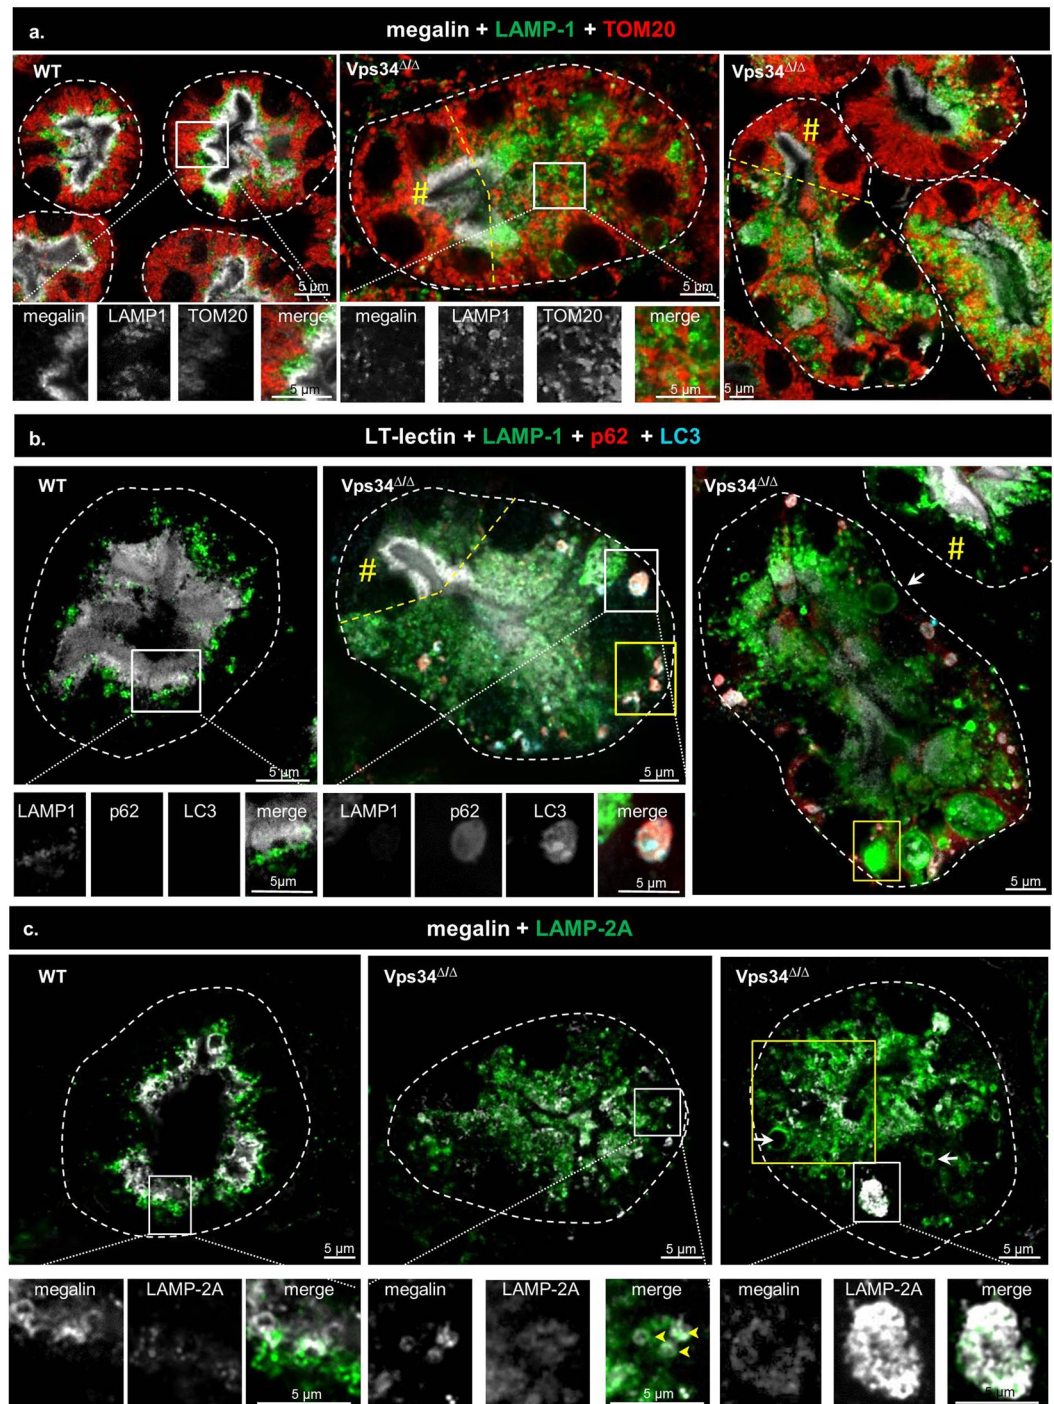 a.
megalin + LAMP-1 + TOM20
WT
Vps34Δ/Δ
Vps34Δ/Δ
#
#
5 µm
5 µm
5 µm
megalin LAMP1 TOM20 merge
5 µm
megalin LAMP1 TOM20 merge
5 µm
b.
LT-lectin + LAMP-1 + p62 + LC3
WT
Vps34Δ/Δ
Vps34Δ/Δ
#
#
5 µm
5 µm
5 µm
LAMP1 p62 LC3 merge
5µm
LAMP1 p62 LC3 merge
5 µm
c.
megalin + LAMP-2A
WT
Vps34Δ/Δ
Vps34Δ/Δ
5 µm
5 µm
5 µm
megalin LAMP-2A merge
5 µm
megalin LAMP-2A merge
5 µm
megalin LAMP-2A merge
5 µm